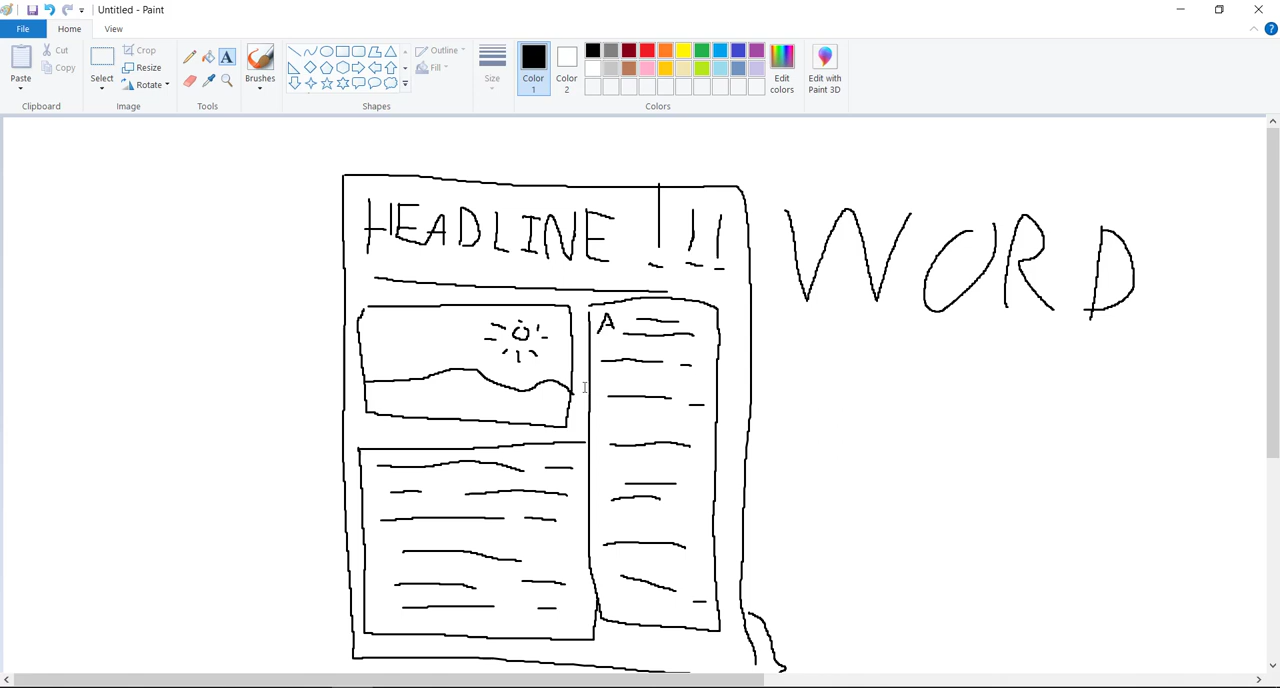 Untitled - Paint
File Home View
Paste Cut Copy Clipboard
Select Crop Resize Rotate Image
Tools
Brushes
Outline Fill Shapes
Size
Color 1 Color 2 Colors
Edit colors
Edit with Paint 3D
HEADLINE !!!
WORD
A